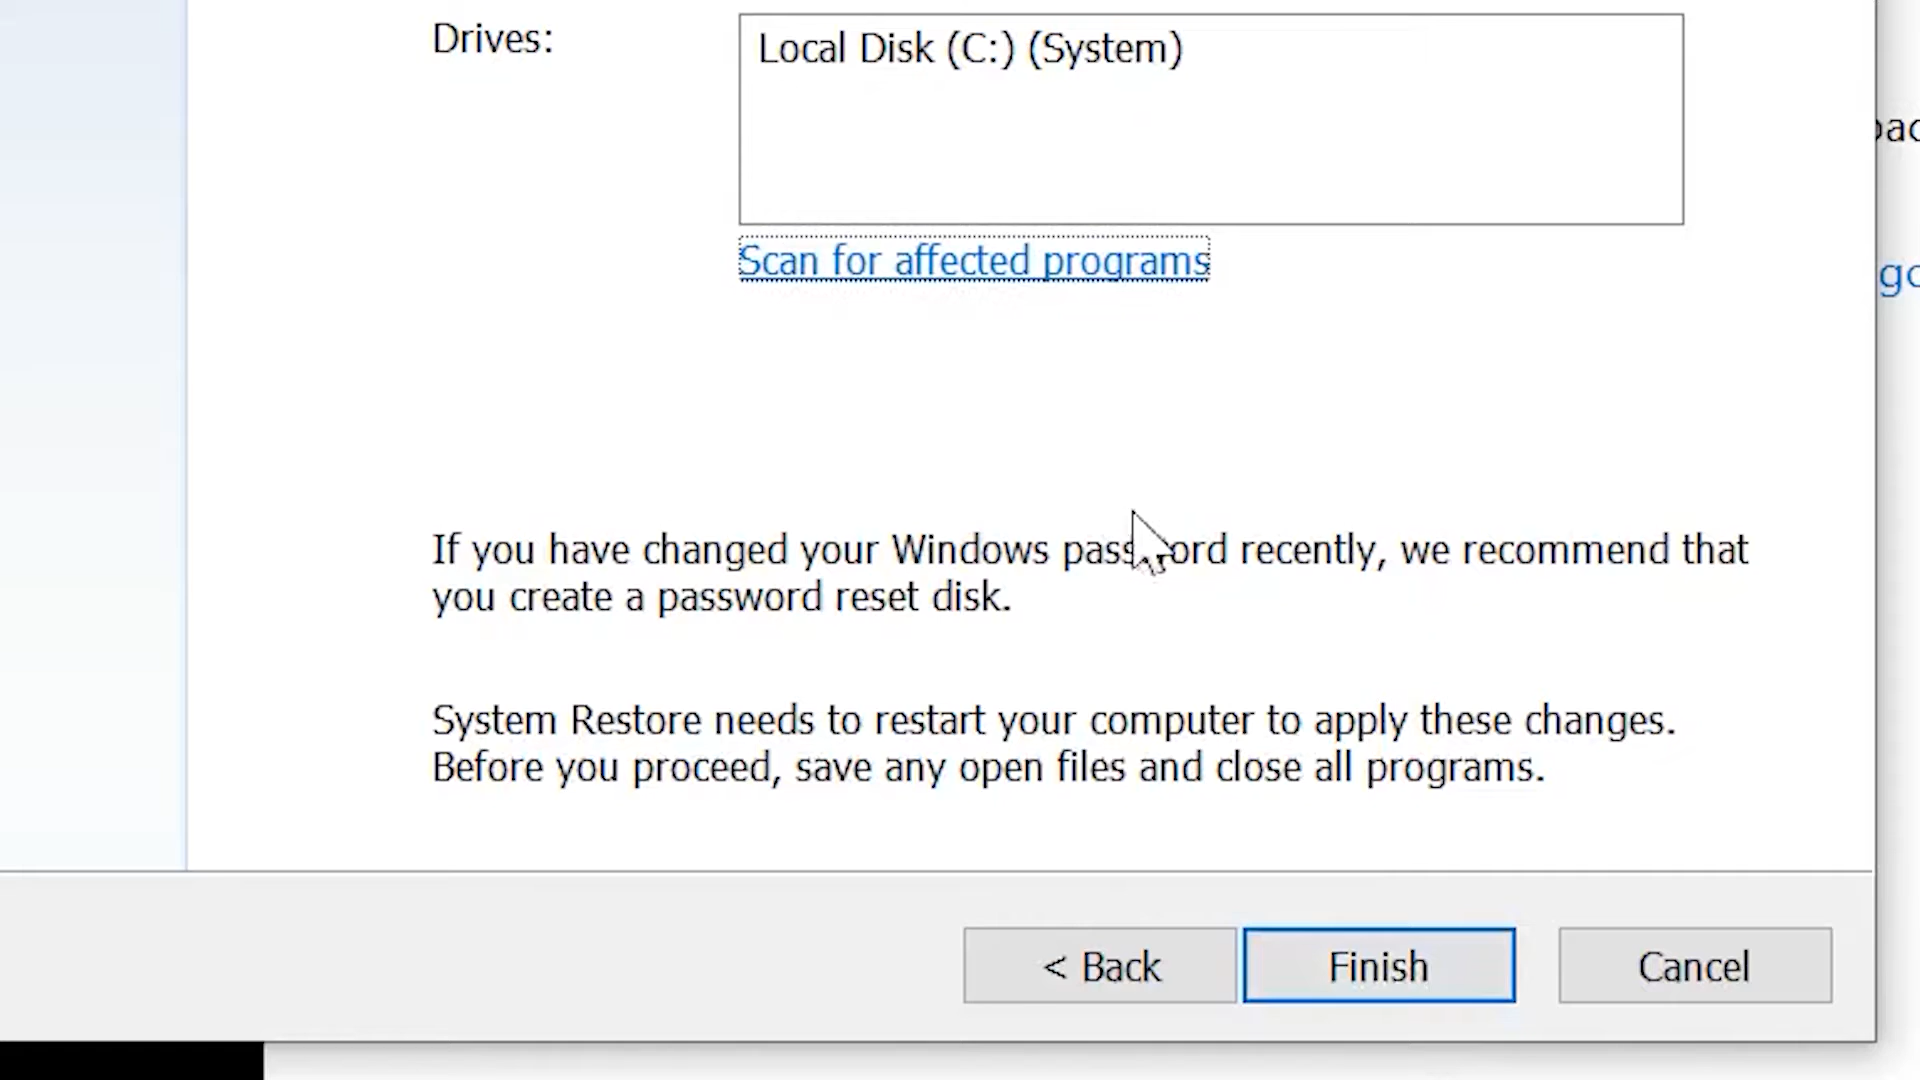 Drives:
Local Disk (C:) (System)
Scan for affected programs
If you have changed your Windows password recently, we recommend that
you create a password reset disk.
System Restore needs to restart your computer to apply these changes.
Before you proceed, save any open files and close all programs.
< Back
Finish
Cancel